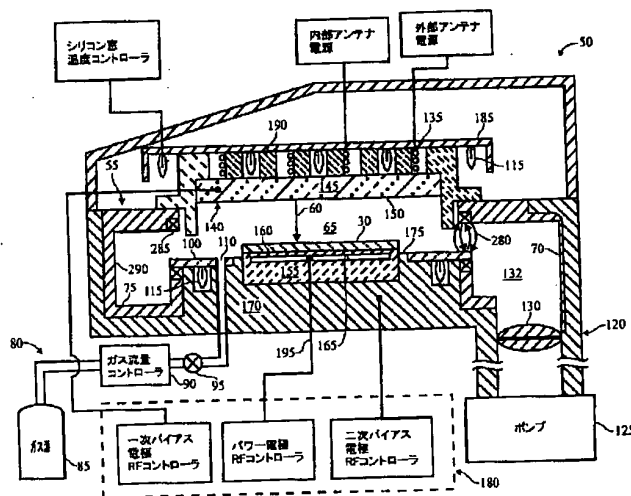 シリコン窓
温度コントローラ
内部アンテナ
電源
外部アンテナ
電源
50
190
135
185
55
115
145
140
150
60
65
30
285
100
110
160
280
70
290
75
115
155
175
132
170
130
120
80
195
165
ガス流量
コントローラ
90
95
ガス源
85
一次バイアス
電極
RFコントローラ
パワー電極
RFコントローラ
二次バイアス
電極
RFコントローラ
180
ポンプ
125